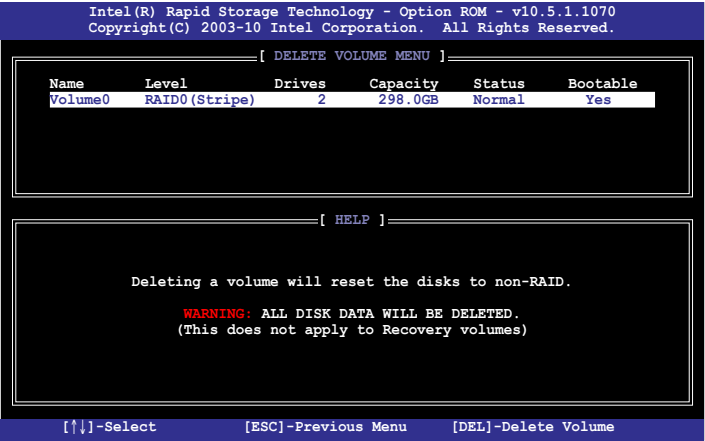 Intel(R) Rapid Storage Technology - Option ROM - v10.5.1.1070
Copyright(C) 2003-10 Intel Corporation.  All Rights Reserved.
[ DELETE VOLUME MENU ]
Name Level Drives Capacity Status Bootable
Volume0 RAID0(Stripe) 2 298.0GB Normal Yes
[ HELP ]
Deleting a volume will reset the disks to non-RAID.
WARNING: ALL DISK DATA WILL BE DELETED.
(This does not apply to Recovery volumes)
[↑↓]-Select [ESC]-Previous Menu [DEL]-Delete Volume